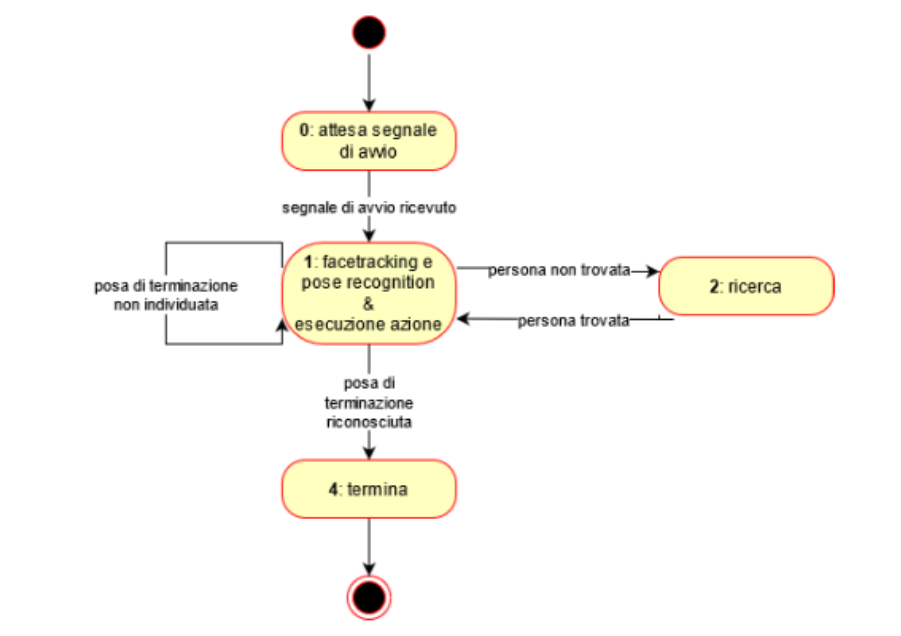 0: attesa segnale
di avvio
segnale di avvio ricevuto
1: facetracking e
pose recognition
&
esecuzione azione
posa di terminazione
non individuata
persona non trovata
2: ricerca
persona trovata
posa di
terminazione
riconosciuta
4: termina